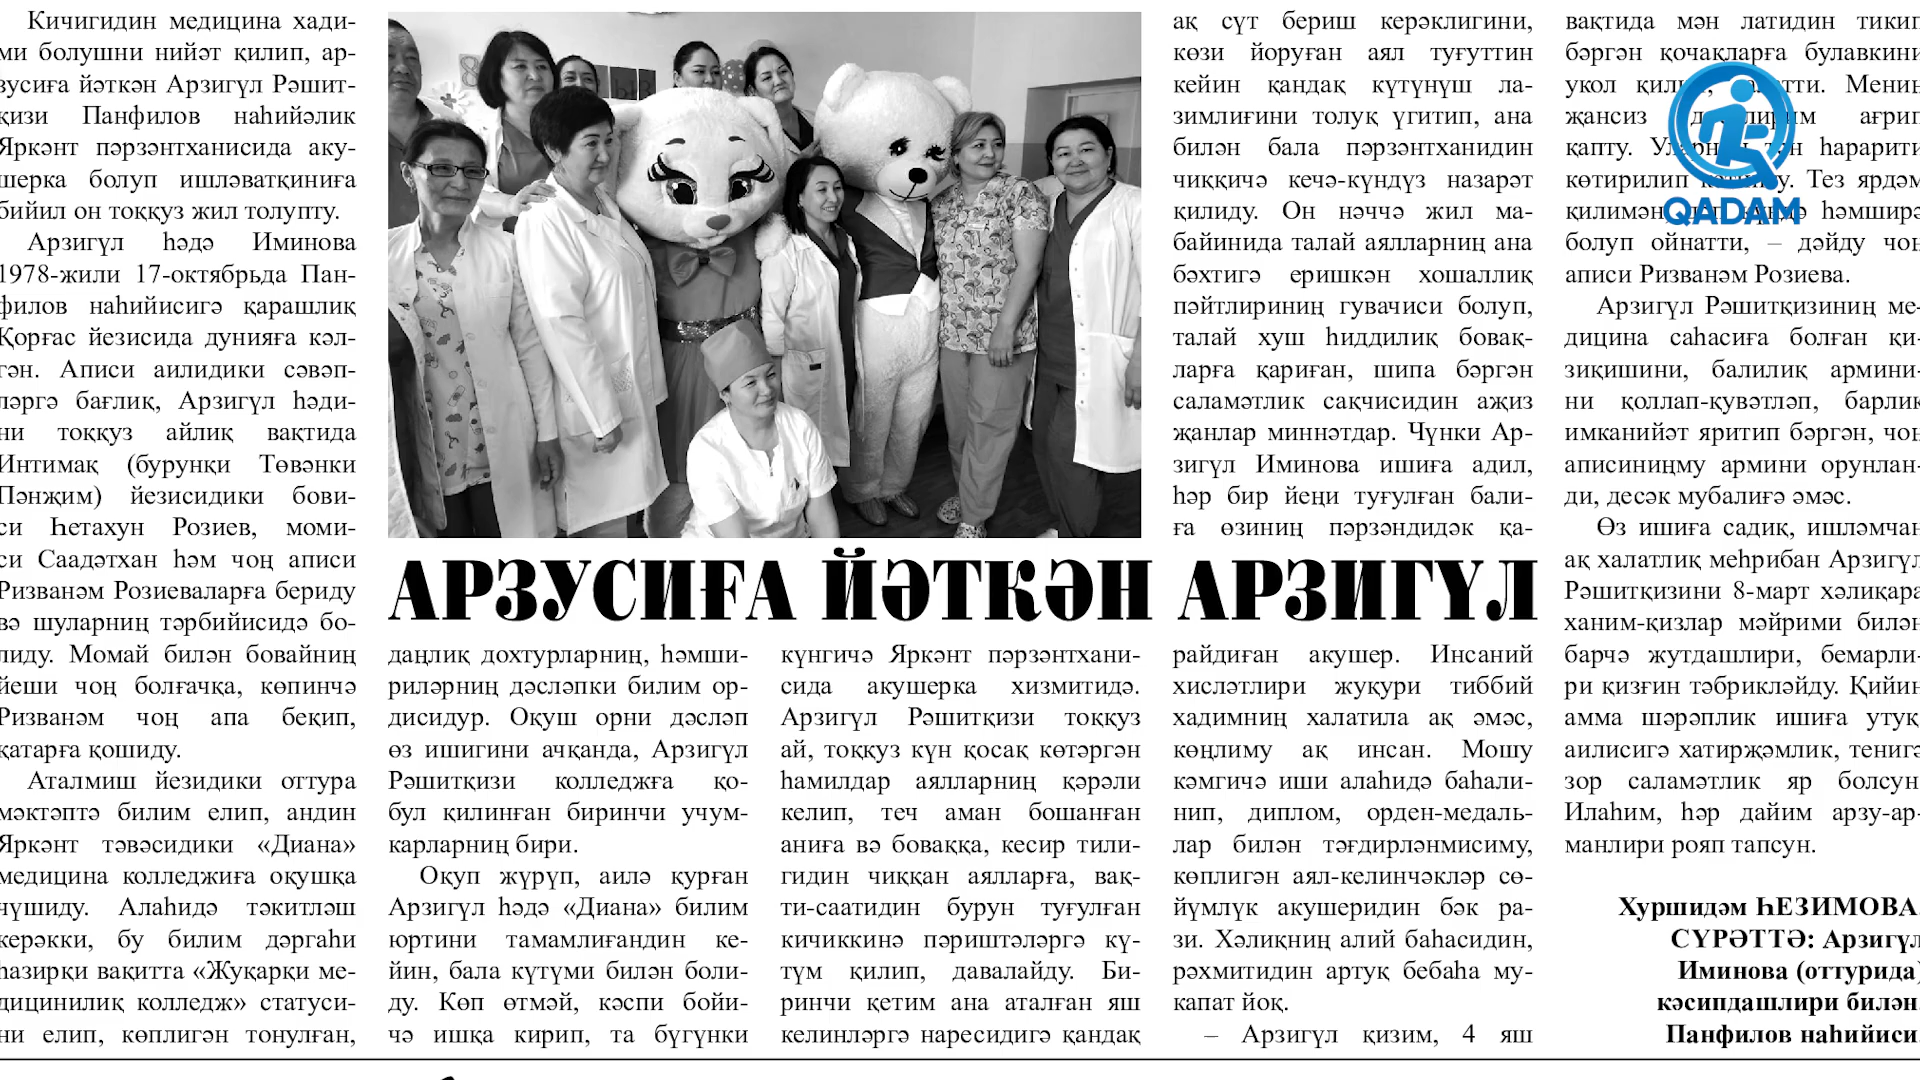 Кичигидин медицина хади-
ми болушни нийәт қилип, ар-
зусиға йәткән Арзигүл Рәшит-
қизи Панфилов наһийәлик
Яркәнт пәрзәнтханисида аку-
шерка болуп ишләватқиниға
бийил он тоққуз жил толупту.
Арзигүл һәдә Иминова
1978-жили 17-октябрьда Пан-
филов наһийисигә қарашлиқ
Қорғас йезисида дунияға кәл-
гән. Аписи аилидики сәвәп-
ләргә бағлиқ, Арзигүл һәди-
ни тоққуз айлиқ вақтида
Интимақ (бурунқи Төвәнки
Пәнҗим) йезисидики бови-
си Һетахун Розиев, моми-
си Саадәтхан һәм чоң аписи
Ризванәм Розиеваларға бериду
вә шуларниң тәрбийисидә бо-
лиду. Момай билән бовайниң
йеши чоң болғачқа, көпинчә
Ризванәм чоң апа беқип,
қатарға қошиду.
Аталмиш йезидики оттура
мәктәптә билим елип, андин
Яркәнт тәвәсидики «Диана»
медицина колледжиға оқушқа
чүшиду. Алаһидә тәкитләш
керәкки, бу билим дәргаһи
һазирқи вақитта «Жуқарқи ме-
дицинилиқ колледж» статуси-
ни елип, көплигән тонулған,
АРЗУСИҒА ЙӘТКӘН АРЗИГҮЛ
даңлиқ дохтурларниң, һәмши-
риләрниң дәсләпки билим ор-
дисидур. Оқуш орни дәсләп
өз ишигини ачқанда, Арзигүл
Рәшитқизи колледжға қо-
бул қилинған биринчи учум-
карларниң бири.
Оқуп жүрүп, аилә қурған
Арзигүл һәдә «Диана» билим
юртини тамамлиғандин ке-
йин, бала күтүми билән боли-
ду. Көп өтмәй, кәспи бойи-
чә ишқа кирип, та бүгүнки
күнгичә Яркәнт пәрзәнтхани-
сида акушерка хизмитидә.
Арзигүл Рәшитқизи тоққуз
ай, тоққуз күн қосақ көтәргән
һамилдар аялларниң қәрәли
келип, теч аман бошанған
аниға вә боваққа, кесир тили-
гидин чиққан аялларға, вақ-
ти-саатидин бурун туғулған
кичиккинә пәриштәләргә кү-
түм қилип, давалайду. Би-
ринчи қетим ана аталған яш
келинләргә наресидигә қандақ
ақ сүт бериш керәклигини,
көзи йоруған аял туғуттин
кейин қандақ күтүнүш ла-
зимлиғини толуқ үгитип, ана
билән бала пәрзәнтханидин
чиққичә кечә-күндүз назарәт
қилиду. Он нәччә жил ма-
байинида талай аялларниң ана
бәхтигә еришкән хошаллиқ
пәйтлириниң гувачиси болуп,
талай хуш һиддилиқ бовақ-
ларға қариған, шипа бәргән
саламәтлик сақчисидин аҗиз
җанлар миннәтдар. Чүнки Ар-
зигүл Иминова ишиға адил,
һәр бир йеңи туғулған бали-
ға өзиниң пәрзәндидәк қа-
райдиған акушер. Инсаний
хисләтлири жуқури тиббий
хадимниң халатила ақ әмәс,
көңлиму ақ инсан. Мошу
кәмгичә иши алаһидә баһали-
нип, диплом, орден-медаль-
лар билән тәғдирләнмисиму,
көплигән аял-келинчәкләр сө-
йүмлүк акушеридин бәк ра-
зи. Хәлиқниң алий баһасидин,
рәхмитидин артуқ бебаһа му-
капат йоқ.
– Арзигүл қизим, 4 яш
вақтида мән латидин тикип
бәргән қочақларға булавкини
укол қилип, Мениң
җансиз ағрип
қапту. тән һарарити
көтирилип Тез ярдәм
қилимән, һәмширә
болуп ойнатти, – дәйду чоң
аписи Ризванәм Розиева.
Арзигүл Рәшитқизиниң ме-
дицина саһасиға болған қи-
зиқишини, балилиқ армини-
ни қоллап-қувәтләп, барлиқ
имканийәт яритип бәргән, чоң
аписиниңму армини орунлан-
ди, десәк мубалиғә әмәс.
Өз ишиға садиқ, ишләмчан
ақ халатлиқ меһрибан Арзигүл
Рәшитқизини 8-март хәлиқара
ханим-қизлар мәйрими билән
барчә жутдашлири, бемарли-
ри қизғин тәбрикләйду. Қийин
амма шәрәплик ишиға утуқ,
аилисигә хатирҗәмлик, тенигә
зор саламәтлик яр болсун.
Илаһим, һәр дайим арзу-ар-
манлири рояп тапсун.
Хуршидәм ҺЕЗИМОВА.
СҮРӘТТӘ: Арзигүл
Иминова (оттурида)
кәсипдашлири билән.
Панфилов наһийиси.
QADAM